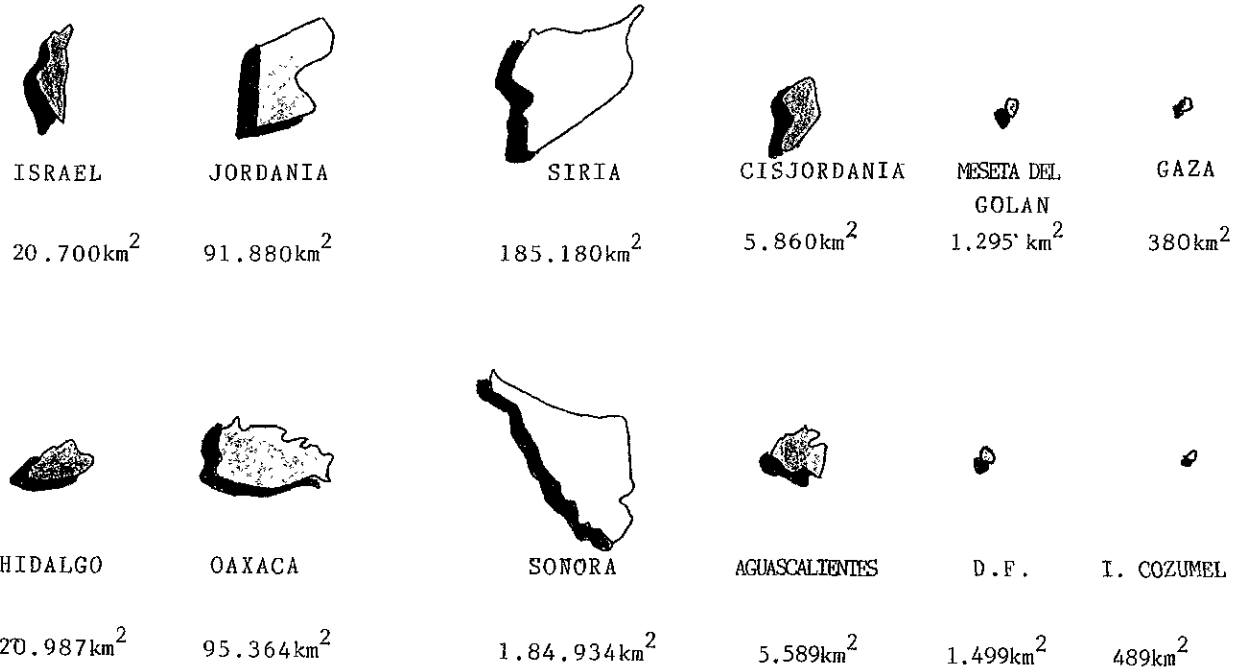 ISRAEL JORDANIA SIRIA CISJORDANIA MESETA DEL GOLAN GAZA
20.700km² 91.880km² 185.180km² 5.860km² 1.295 km² 380km²
HIDALGO OAXACA SONORA AGUASCALIENTES D.F. I. COZUMEL
20.987km² 95.364km² 1.84.934km² 5.589km² 1.499km² 489km²